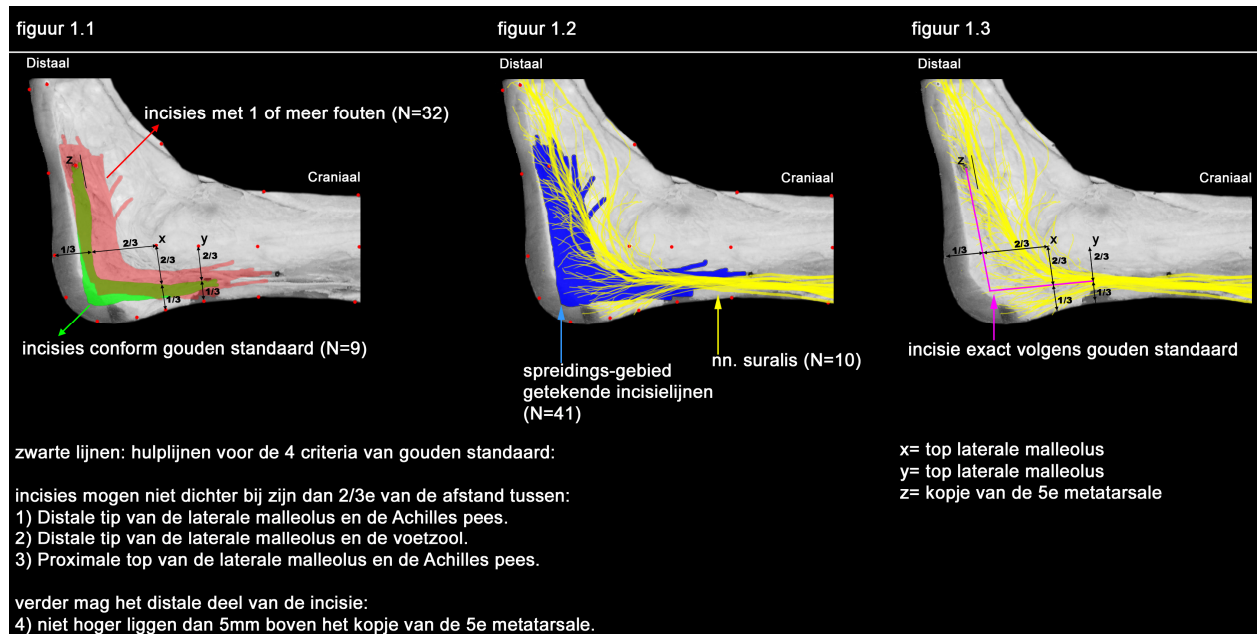 figuur 1.1
figuur 1.2
figuur 1.3
Distaal
Distaal
Distaal
incisies met 1 of meer fouten (N=32)
z
z
Craniaal
Craniaal
Craniaal
x
y
2/3
1/3
2/3
2/3
1/3
1/3
x
y
2/3
1/3
2/3
2/3
1/3
1/3
incisies conform gouden standaard (N=9)
spreidings-gebied
getekende incisielijnen
(N=41)
nn. suralis (N=10)
incisie exact volgens gouden standaard
zwarte lijnen: hulplijnen voor de 4 criteria van gouden standaard:
incisies mogen niet dichter bij zijn dan 2/3e van de afstand tussen:
1) Distale tip van de laterale malleolus en de Achilles pees.
2) Distale tip van de laterale malleolus en de voetzool.
3) Proximale top van de laterale malleolus en de Achilles pees.
verder mag het distale deel van de incisie:
4) niet hoger liggen dan 5mm boven het kopje van de 5e metatarsale.
x= top laterale malleolus
y= top laterale malleolus
z= kopje van de 5e metatarsale